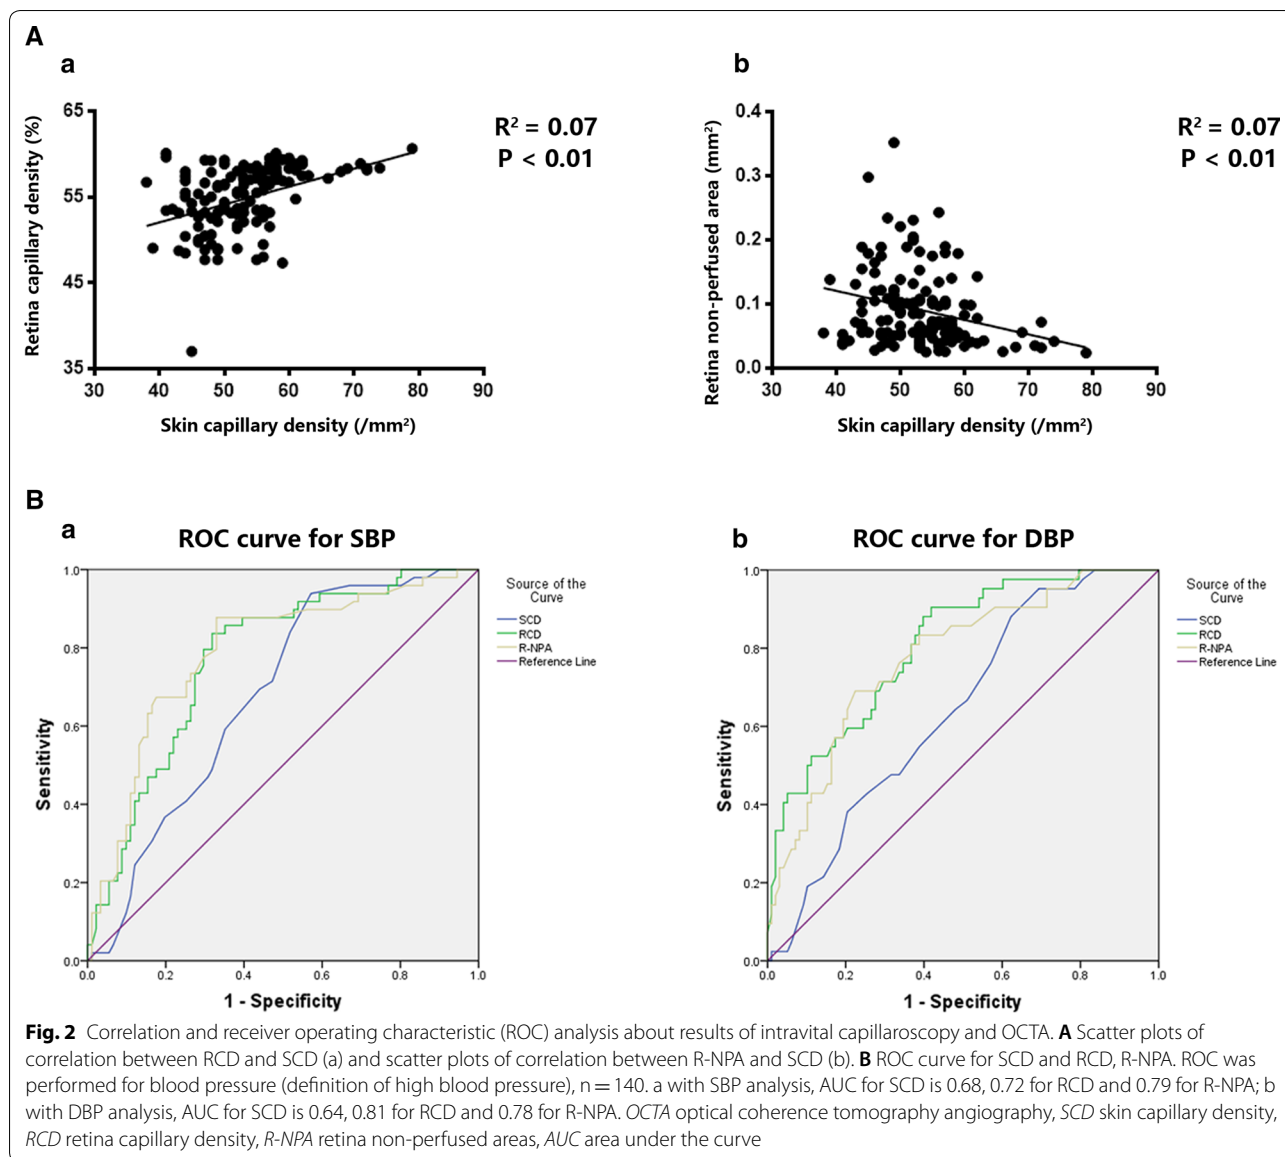 A
a
65
55
45
35
Retina capillary density (%)
R² = 0.07
P < 0.01
30 40 50 60 70 80 90
Skin capillary density (/mm²)
b
0.4
0.3
0.2
0.1
0.0
Retina non-perfused area (mm²)
R² = 0.07
P < 0.01
30 40 50 60 70 80 90
Skin capillary density (/mm²)
B
a
ROC curve for SBP
1.0
0.8
0.6
0.4
0.2
0.0
Sensitivity
0.0 0.2 0.4 0.6 0.8 1.0
1 - Specificity
Source of the
Curve
SCD
RCD
R-NPA
Reference Line
b
ROC curve for DBP
1.0
0.8
0.6
0.4
0.2
0.0
Sensitivity
0.0 0.2 0.4 0.6 0.8 1.0
1 - Specificity
Source of the
Curve
SCD
RCD
R-NPA
Reference Line
Fig. 2 Correlation and receiver operating characteristic (ROC) analysis about results of intravital capillaroscopy and OCTA. A Scatter plots of
correlation between RCD and SCD (a) and scatter plots of correlation between R-NPA and SCD (b). B ROC curve for SCD and RCD, R-NPA. ROC was
performed for blood pressure (definition of high blood pressure), n = 140. a with SBP analysis, AUC for SCD is 0.68, 0.72 for RCD and 0.79 for R-NPA; b
with DBP analysis, AUC for SCD is 0.64, 0.81 for RCD and 0.78 for R-NPA. OCTA optical coherence tomography angiography, SCD skin capillary density,
RCD retina capillary density, R-NPA retina non-perfused areas, AUC area under the curve